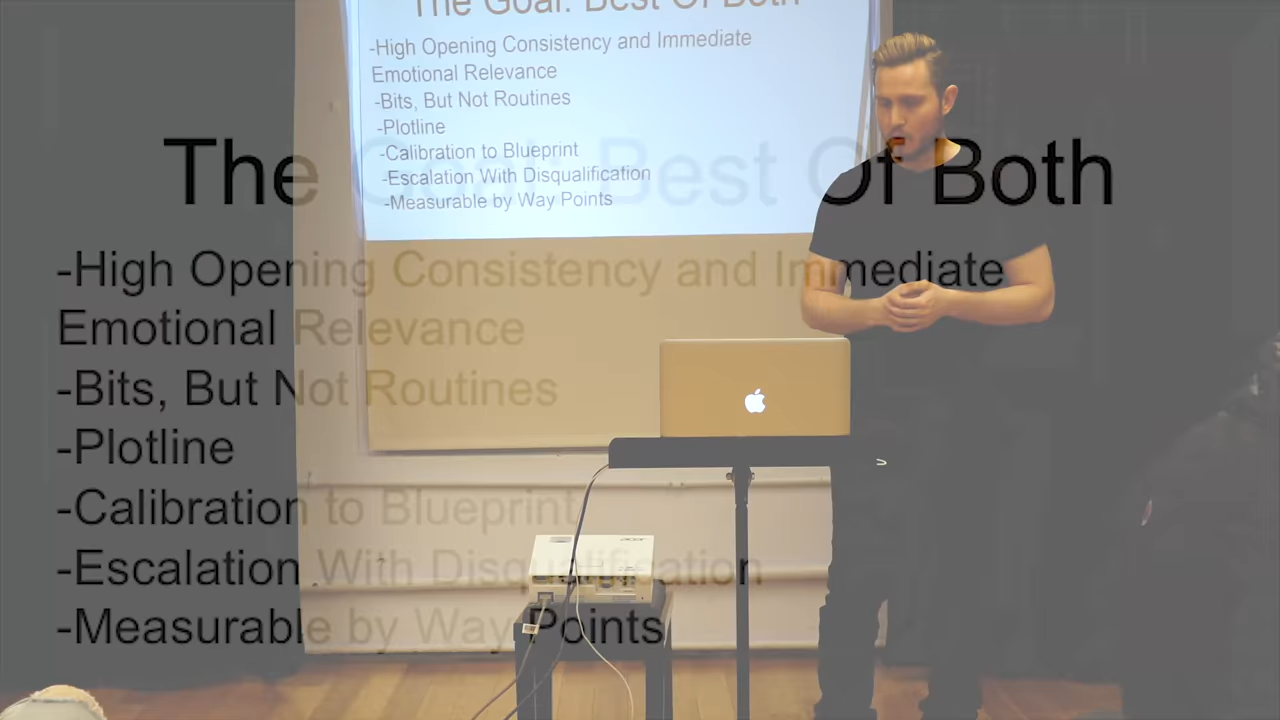 The Goal: Best Of Both
-High Opening Consistency and Immediate
Emotional Relevance
-Bits, But Not Routines
-Plotline
-Calibration to Blueprint
-Escalation With Disqualification
-Measurable by Way Points
The Goal: Best Of Both
-High Opening Consistency and Immediate
Emotional Relevance
-Bits, But Not Routines
-Plotline
-Calibration to Blueprint
-Escalation With Disqualification
-Measurable by Way Points
acer